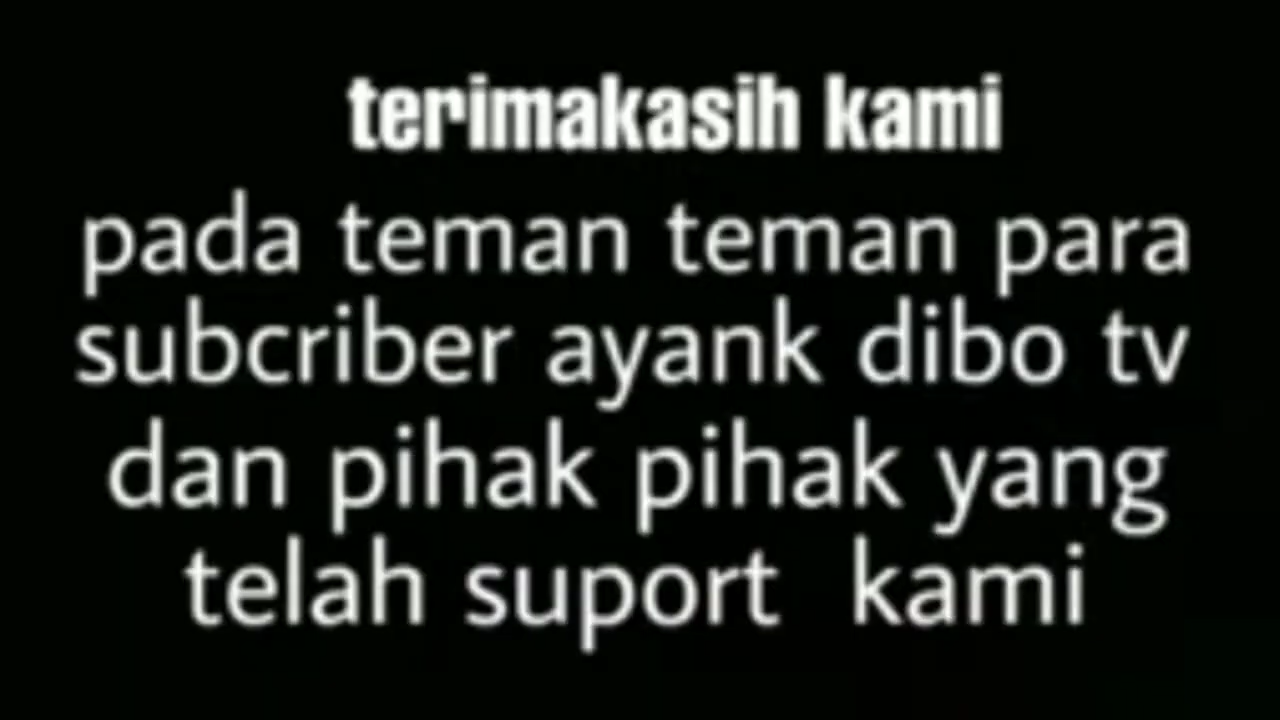 terimakasih kami
pada teman teman para
subcriber ayank dibo tv
dan pihak pihak yang
telah suport kami